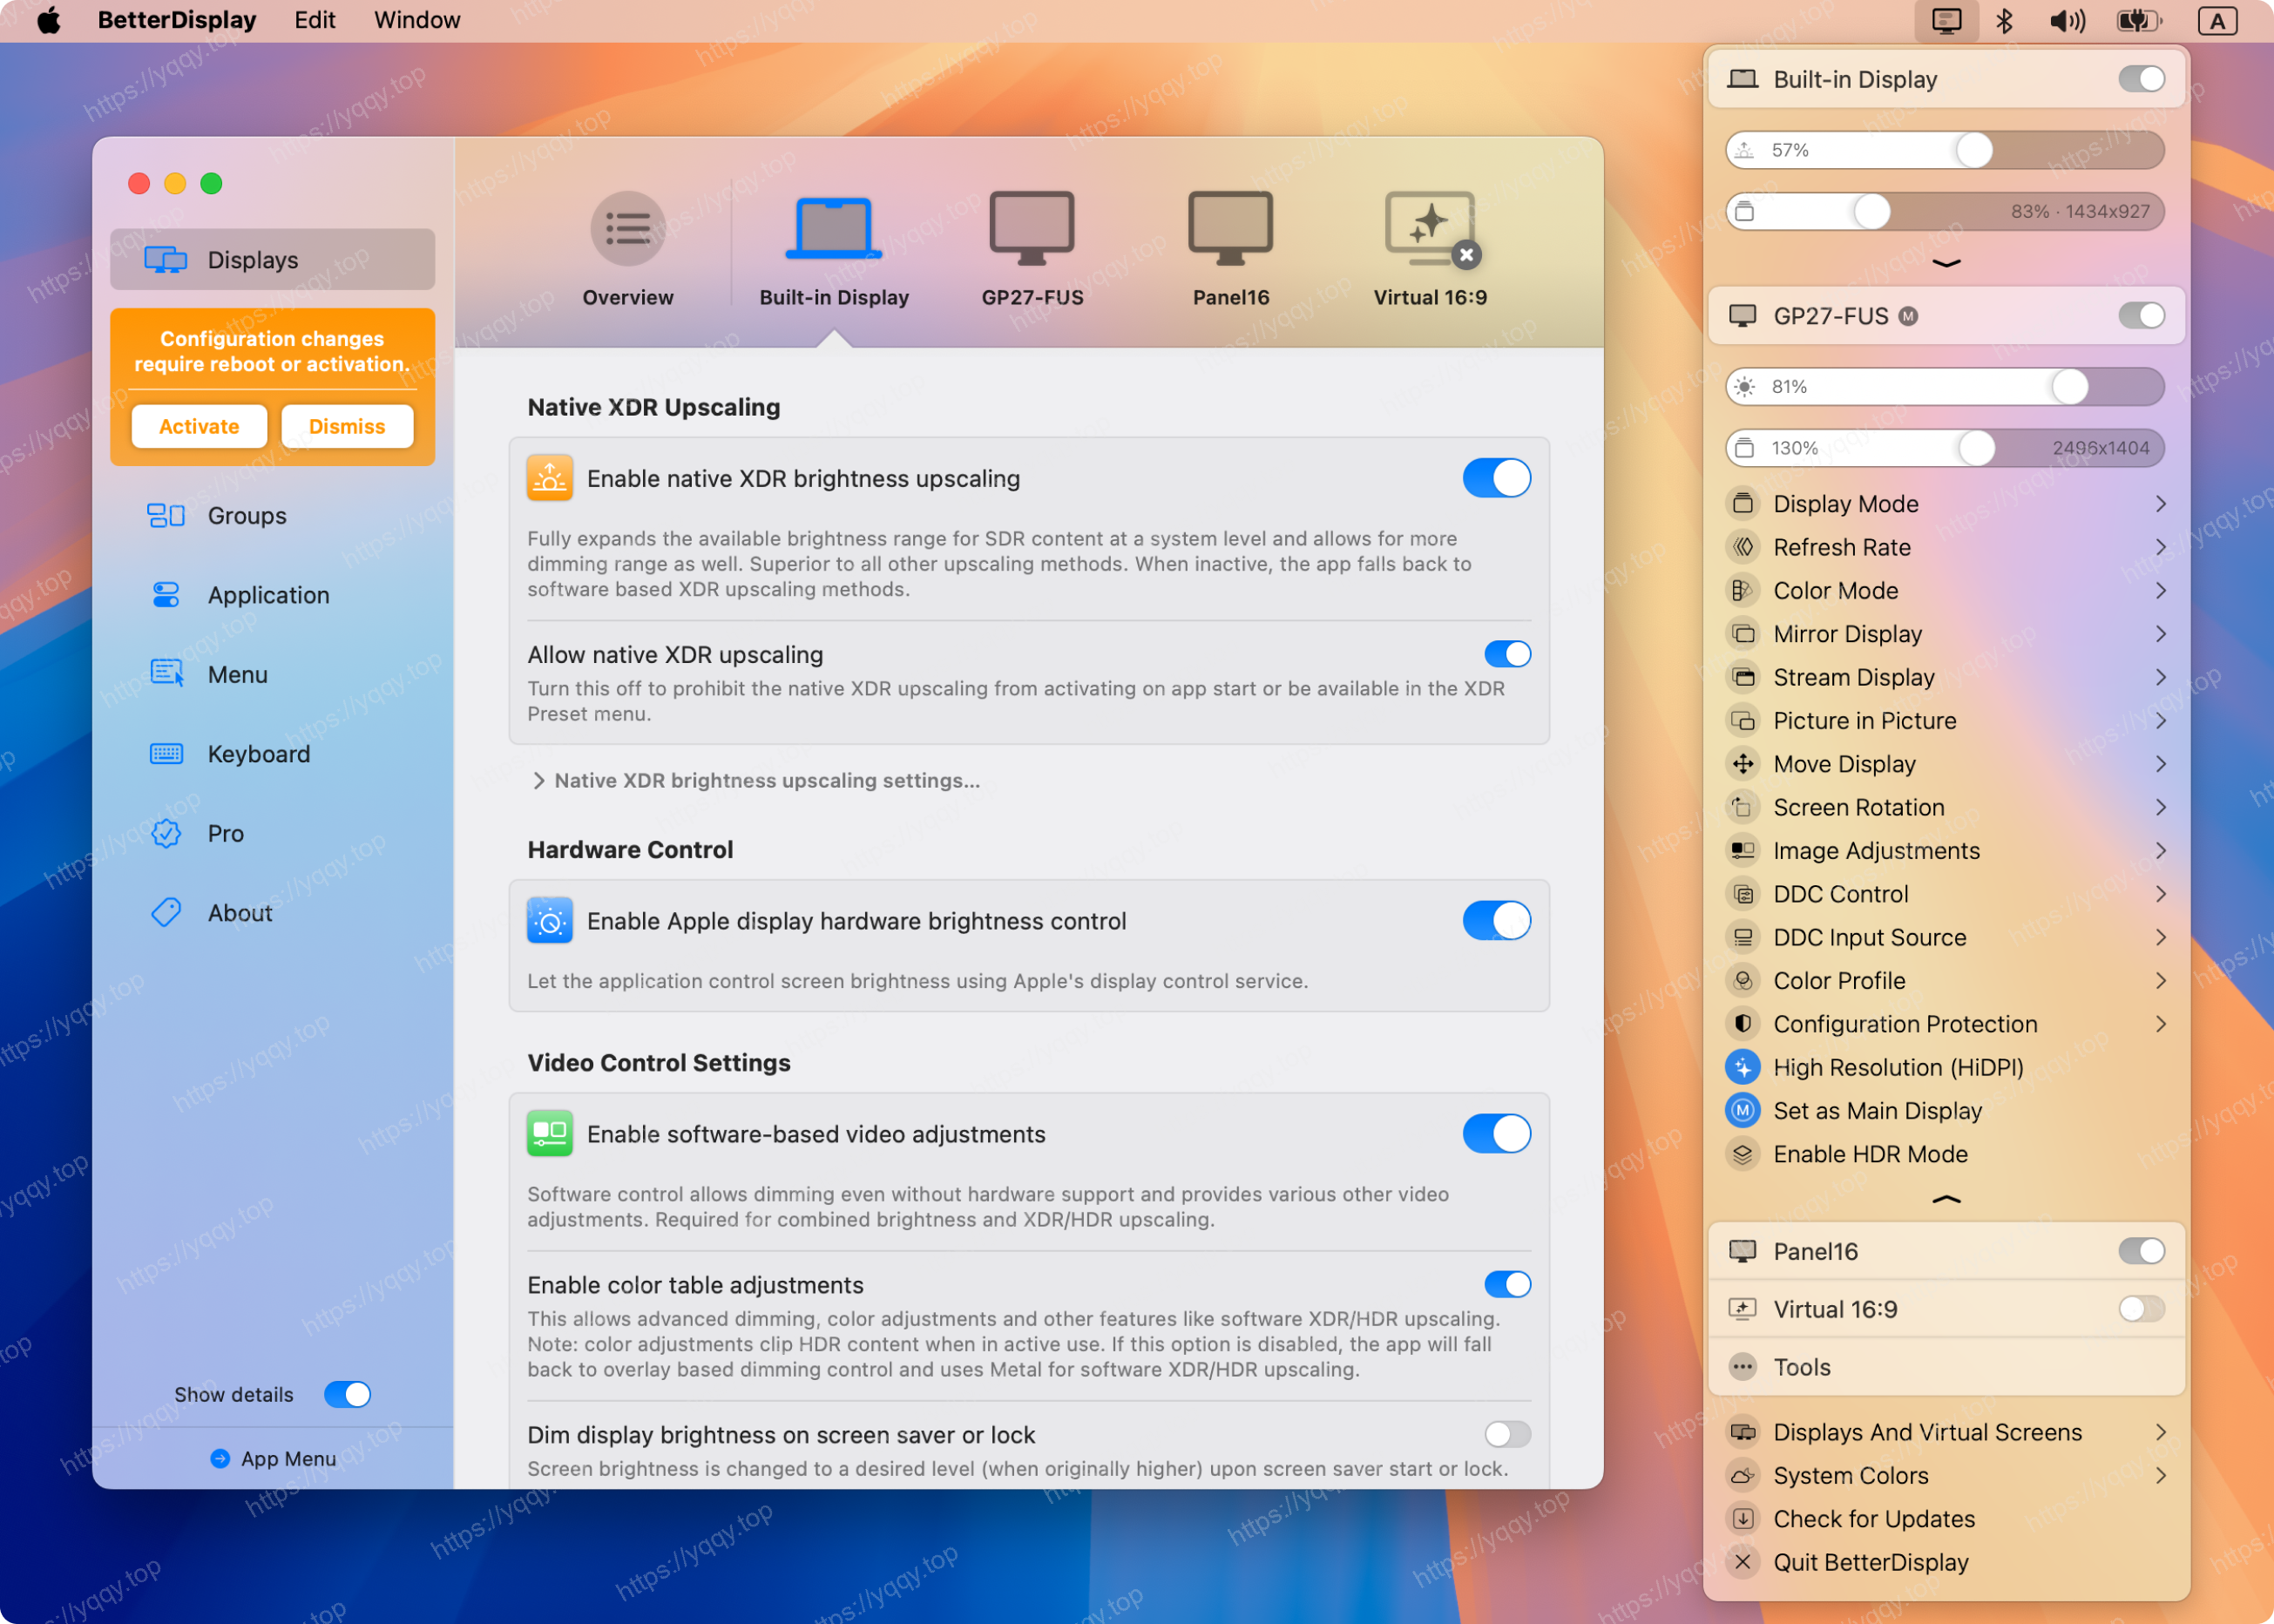 BetterDisplay Edit Window
A
Displays
Configuration changes
require reboot or activation.
Activate Dismiss
Groups
Application
Menu
Keyboard
Pro
About
Show details
App Menu
Overview
Built-in Display
GP27-FUS
Panel16
Virtual 16:9
Native XDR Upscaling
Enable native XDR brightness upscaling
Fully expands the available brightness range for SDR content at a system level and allows for more
dimming range as well. Superior to all other upscaling methods. When inactive, the app falls back to
software based XDR upscaling methods.
Allow native XDR upscaling
Turn this off to prohibit the native XDR upscaling from activating on app start or be available in the XDR
Preset menu.
Native XDR brightness upscaling settings...
Hardware Control
Enable Apple display hardware brightness control
Let the application control screen brightness using Apple's display control service.
Video Control Settings
Enable software-based video adjustments
Software control allows dimming even without hardware support and provides various other video
adjustments. Required for combined brightness and XDR/HDR upscaling.
Enable color table adjustments
This allows advanced dimming, color adjustments and other features like software XDR/HDR upscaling.
Note: color adjustments clip HDR content when in active use. If this option is disabled, the app will fall
back to overlay based dimming control and uses Metal for software XDR/HDR upscaling.
Dim display brightness on screen saver or lock
Screen brightness is changed to a desired level (when originally higher) upon screen saver start or lock.
Built-in Display
57%
83% · 1434x927
GP27-FUS M
81%
130% 2496x1404
Display Mode
Refresh Rate
Color Mode
Mirror Display
Stream Display
Picture in Picture
Move Display
Screen Rotation
Image Adjustments
DDC Control
DDC Input Source
Color Profile
Configuration Protection
High Resolution (HiDPI)
M Set as Main Display
Enable HDR Mode
Panel16
Virtual 16:9
Tools
Displays And Virtual Screens
System Colors
Check for Updates
Quit BetterDisplay
https://yqqy.top